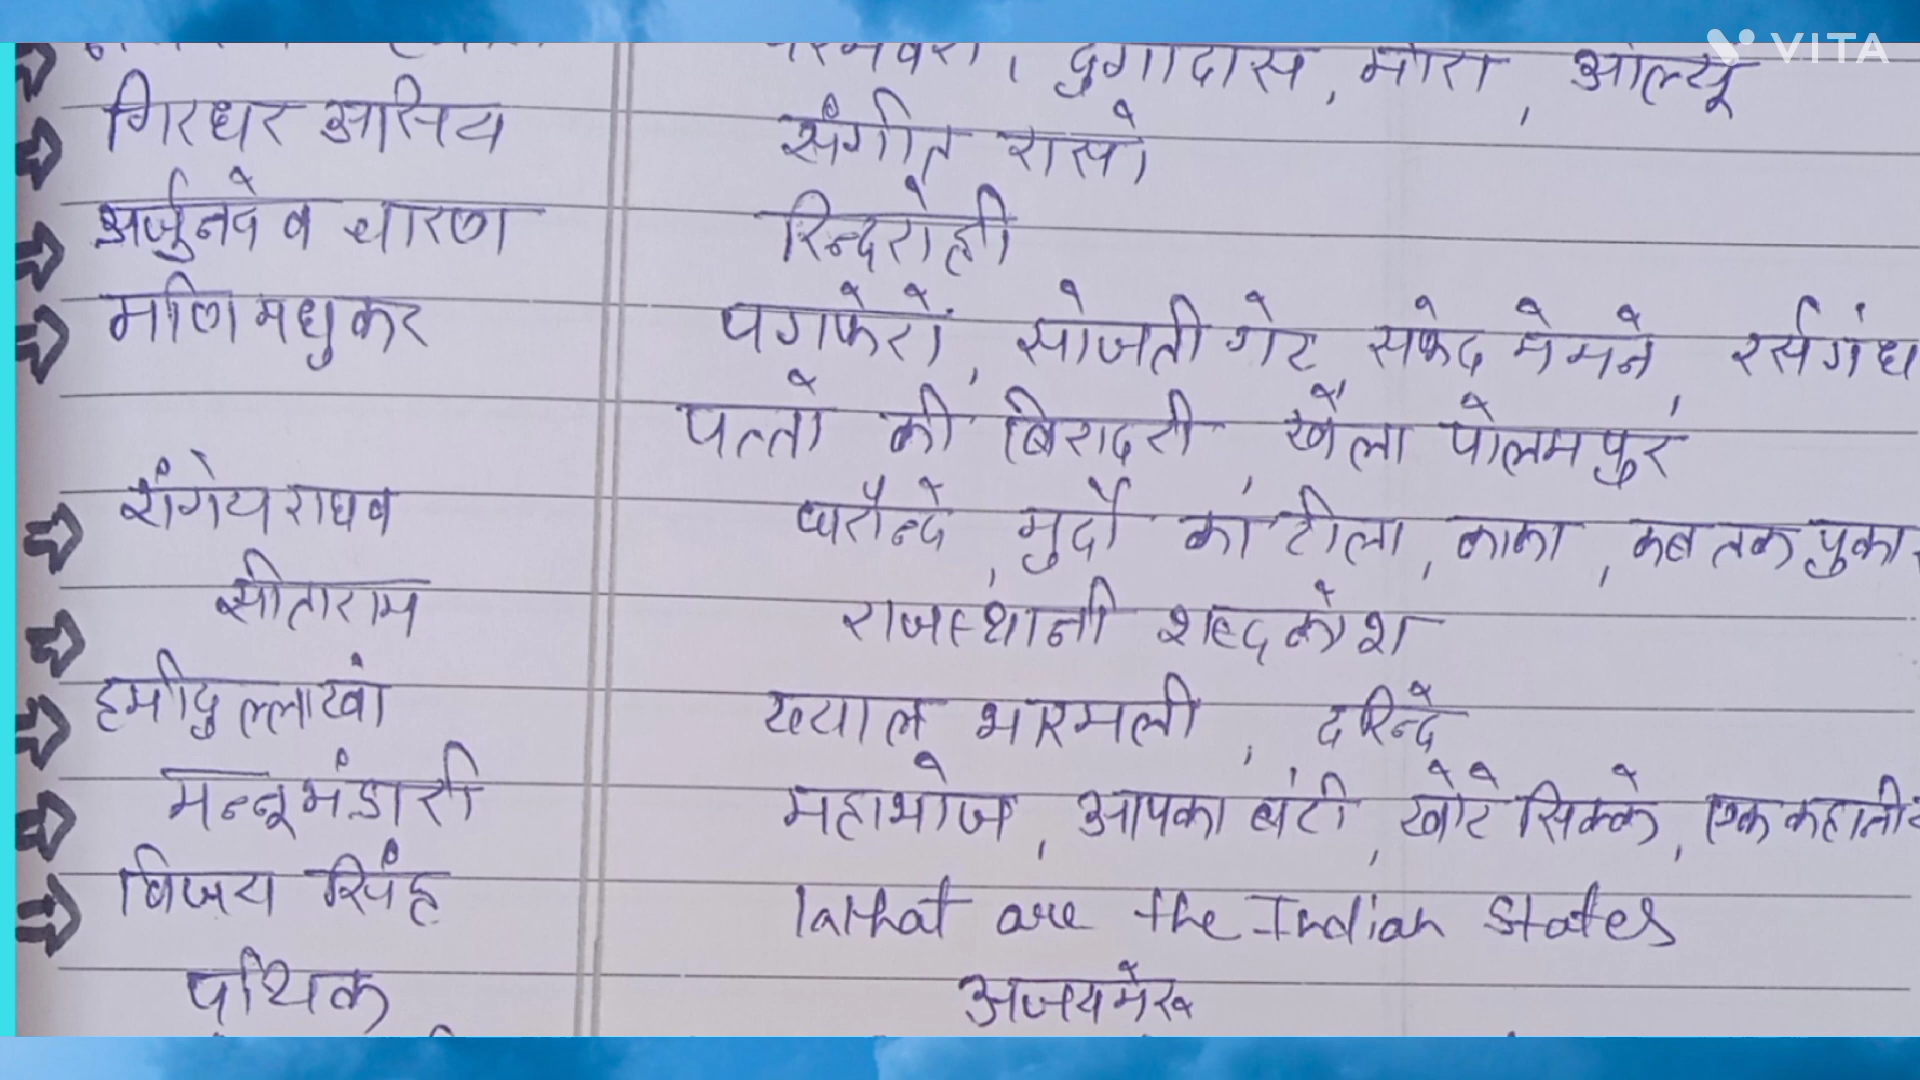 VITA
दुर्गादास, मीरा, ओल्यू
गिरधर आसिय संगीत रासो
अर्जुनदेव चारण रिन्दरोही
मणि मधुकर पगफेरों, सोजती गेट सफेद मेमने, रसगंध
पत्तो की बिरादरी, खेला पोलमपुर
रांगेय राघव घरौन्दे, मुर्दो का टीला, काका, कब तक पुका
सीताराम राजस्थानी शब्दकोश
हमीदुल्लाखां ख्याल भारमली, दरिन्दे
मन्नू भंडारी महाभोज, आपका बंटी, खोटे सिक्के, एक कहानी य
विजय सिंह What are the Indian States
पथिक अजयमेरू